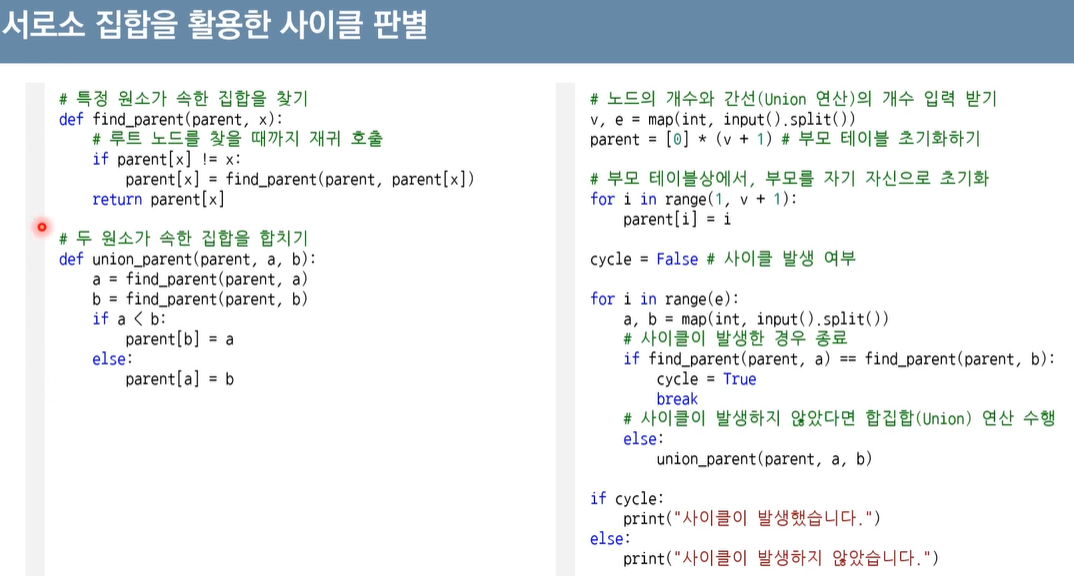 서로소 집합을 활용한 사이클 판별
# 특정 원소가 속한 집합을 찾기
def find_parent(parent, x):
    # 루트 노드를 찾을 때까지 재귀 호출
    if parent[x] != x:
        parent[x] = find_parent(parent, parent[x])
    return parent[x]
# 두 원소가 속한 집합을 합치기
def union_parent(parent, a, b):
    a = find_parent(parent, a)
    b = find_parent(parent, b)
    if a < b:
        parent[b] = a
    else:
        parent[a] = b
# 노드의 개수와 간선(Union 연산)의 개수 입력 받기
v, e = map(int, input().split())
parent = [0] * (v + 1) # 부모 테이블 초기화하기
# 부모 테이블상에서, 부모를 자기 자신으로 초기화
for i in range(1, v + 1):
    parent[i] = i
cycle = False # 사이클 발생 여부
for i in range(e):
    a, b = map(int, input().split())
    # 사이클이 발생한 경우 종료
    if find_parent(parent, a) == find_parent(parent, b):
        cycle = True
        break
    # 사이클이 발생하지 않았다면 합집합(Union) 연산 수행
    else:
        union_parent(parent, a, b)
if cycle:
    print("사이클이 발생했습니다.")
else:
    print("사이클이 발생하지 않았습니다.")